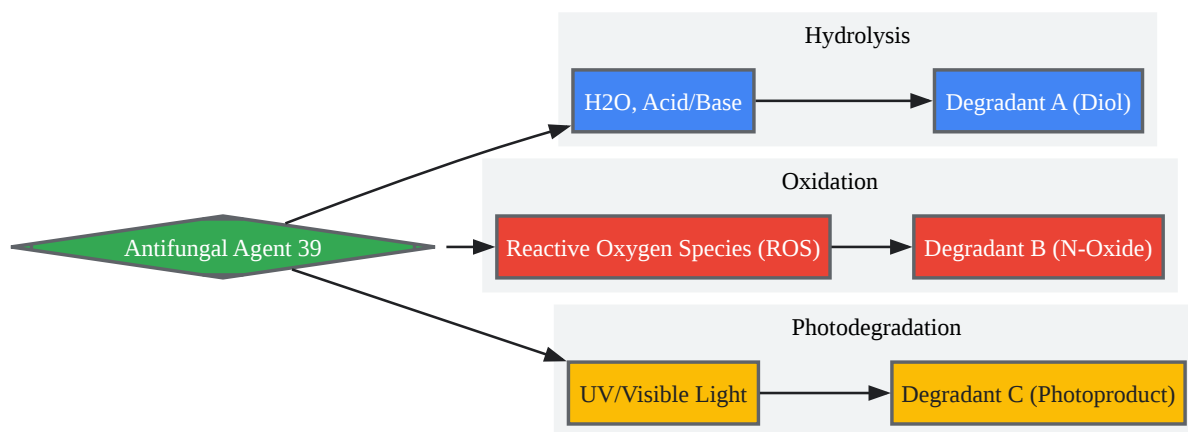 Hydrolysis
H2O, Acid/Base
Degradant A (Diol)
Oxidation
Antifungal Agent 39
Reactive Oxygen Species (ROS)
Degradant B (N-Oxide)
Photodegradation
UV/Visible Light
Degradant C (Photoproduct)